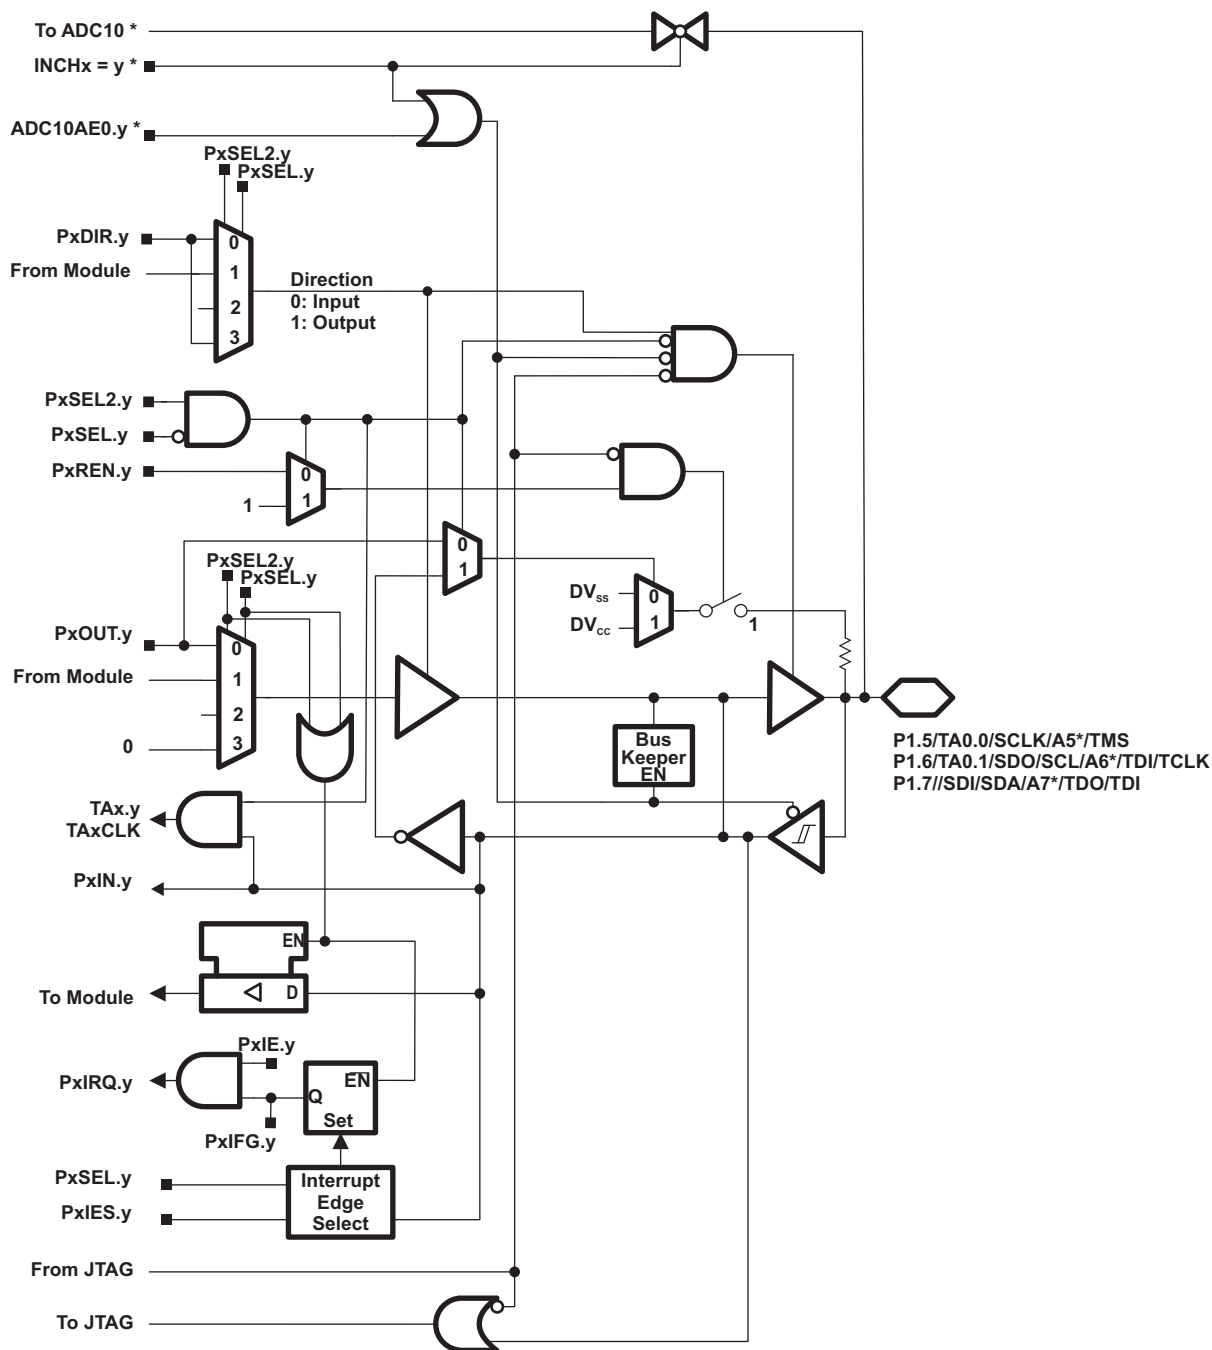 To ADC10 *
INCHx = y *
ADC10AE0.y *
PxSEL2.y
PxSEL.y
PxDIR.y
0
From Module
1
2
3
Direction
0: Input
1: Output
PxSEL2.y
PxSEL.y
PxREN.y
0
1
1
0
1
PxSEL2.y
PxSEL.y
DVSS
0
DVCC
1
1
PxOUT.y
0
From Module
1
2
0
3
Bus
Keeper
EN
P1.5/TA0.0/SCLK/A5*/TMS
P1.6/TA0.1/SDO/SCL/A6*/TDI/TCLK
P1.7//SDI/SDA/A7*/TDO/TDI
TAx.y
TAxCLK
PxIN.y
EN
To Module
D
PxIE.y
PxIRQ.y
EN
Q
Set
PxIFG.y
PxSEL.y
PxIES.y
Interrupt
Edge
Select
From JTAG
To JTAG